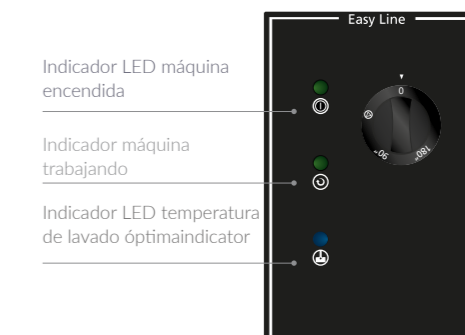 Easy Line
Indicador LED máquina
encendida
0
Indicador máquina
trabajando
90"
180"
Indicador LED temperatura
de lavado óptimaindicator